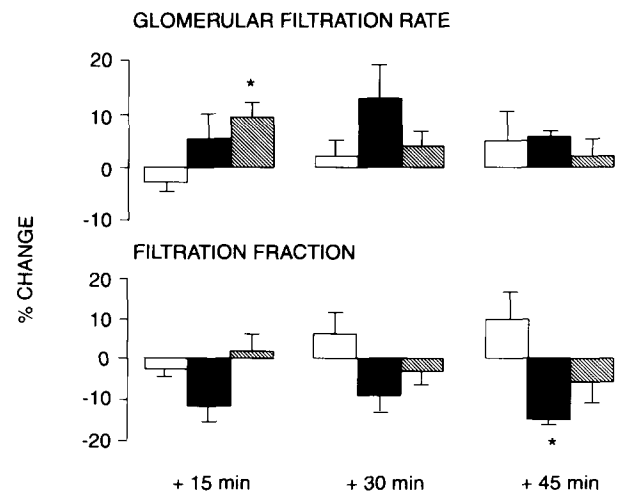 GLOMERULAR FILTRATION RATE
20
*
10
0
-10
% CHANGE
FILTRATION FRACTION
20
10
0
-10
-20
*
+ 15 min + 30 min + 45 min